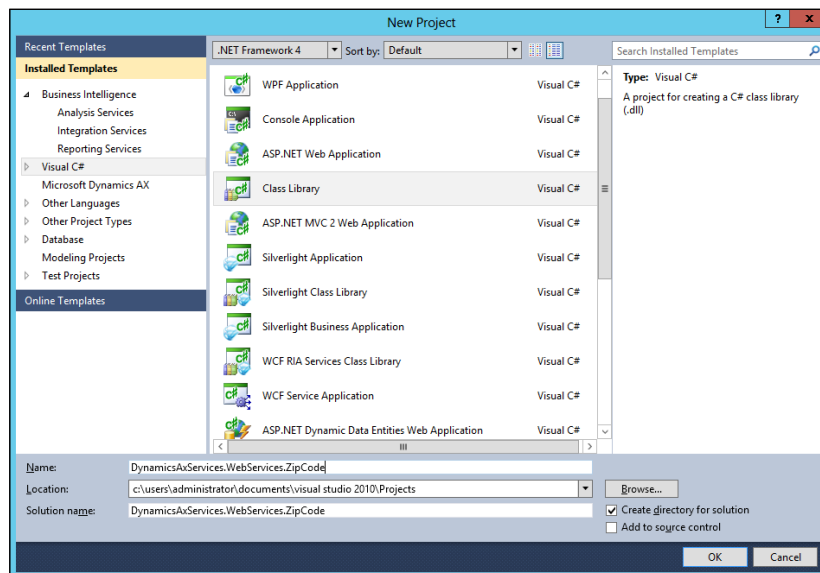 New Project
? x
Recent Templates
Installed Templates
Business Intelligence
Analysis Services
Integration Services
Reporting Services
Visual C#
Microsoft Dynamics AX
Other Languages
Other Project Types
Database
Modeling Projects
Test Projects
Online Templates
.NET Framework 4 Sort by: Default
WPF Application Visual C#
Console Application Visual C#
ASP.NET Web Application Visual C#
Class Library Visual C#
ASP.NET MVC 2 Web Application Visual C#
Silverlight Application Visual C#
Silverlight Class Library Visual C#
Silverlight Business Application Visual C#
WCF RIA Services Class Library Visual C#
WCF Service Application Visual C#
ASP.NET Dynamic Data Entities Web Application Visual C#
Search Installed Templates
Type: Visual C#
A project for creating a C# class library
(.dll)
Name: DynamicsAxServices.WebServices.ZipCode
Location: c:\users\administrator\documents\visual studio 2010\Projects
Browse...
Solution name: DynamicsAxServices.WebServices.ZipCode
Create directory for solution
Add to source control
OK Cancel